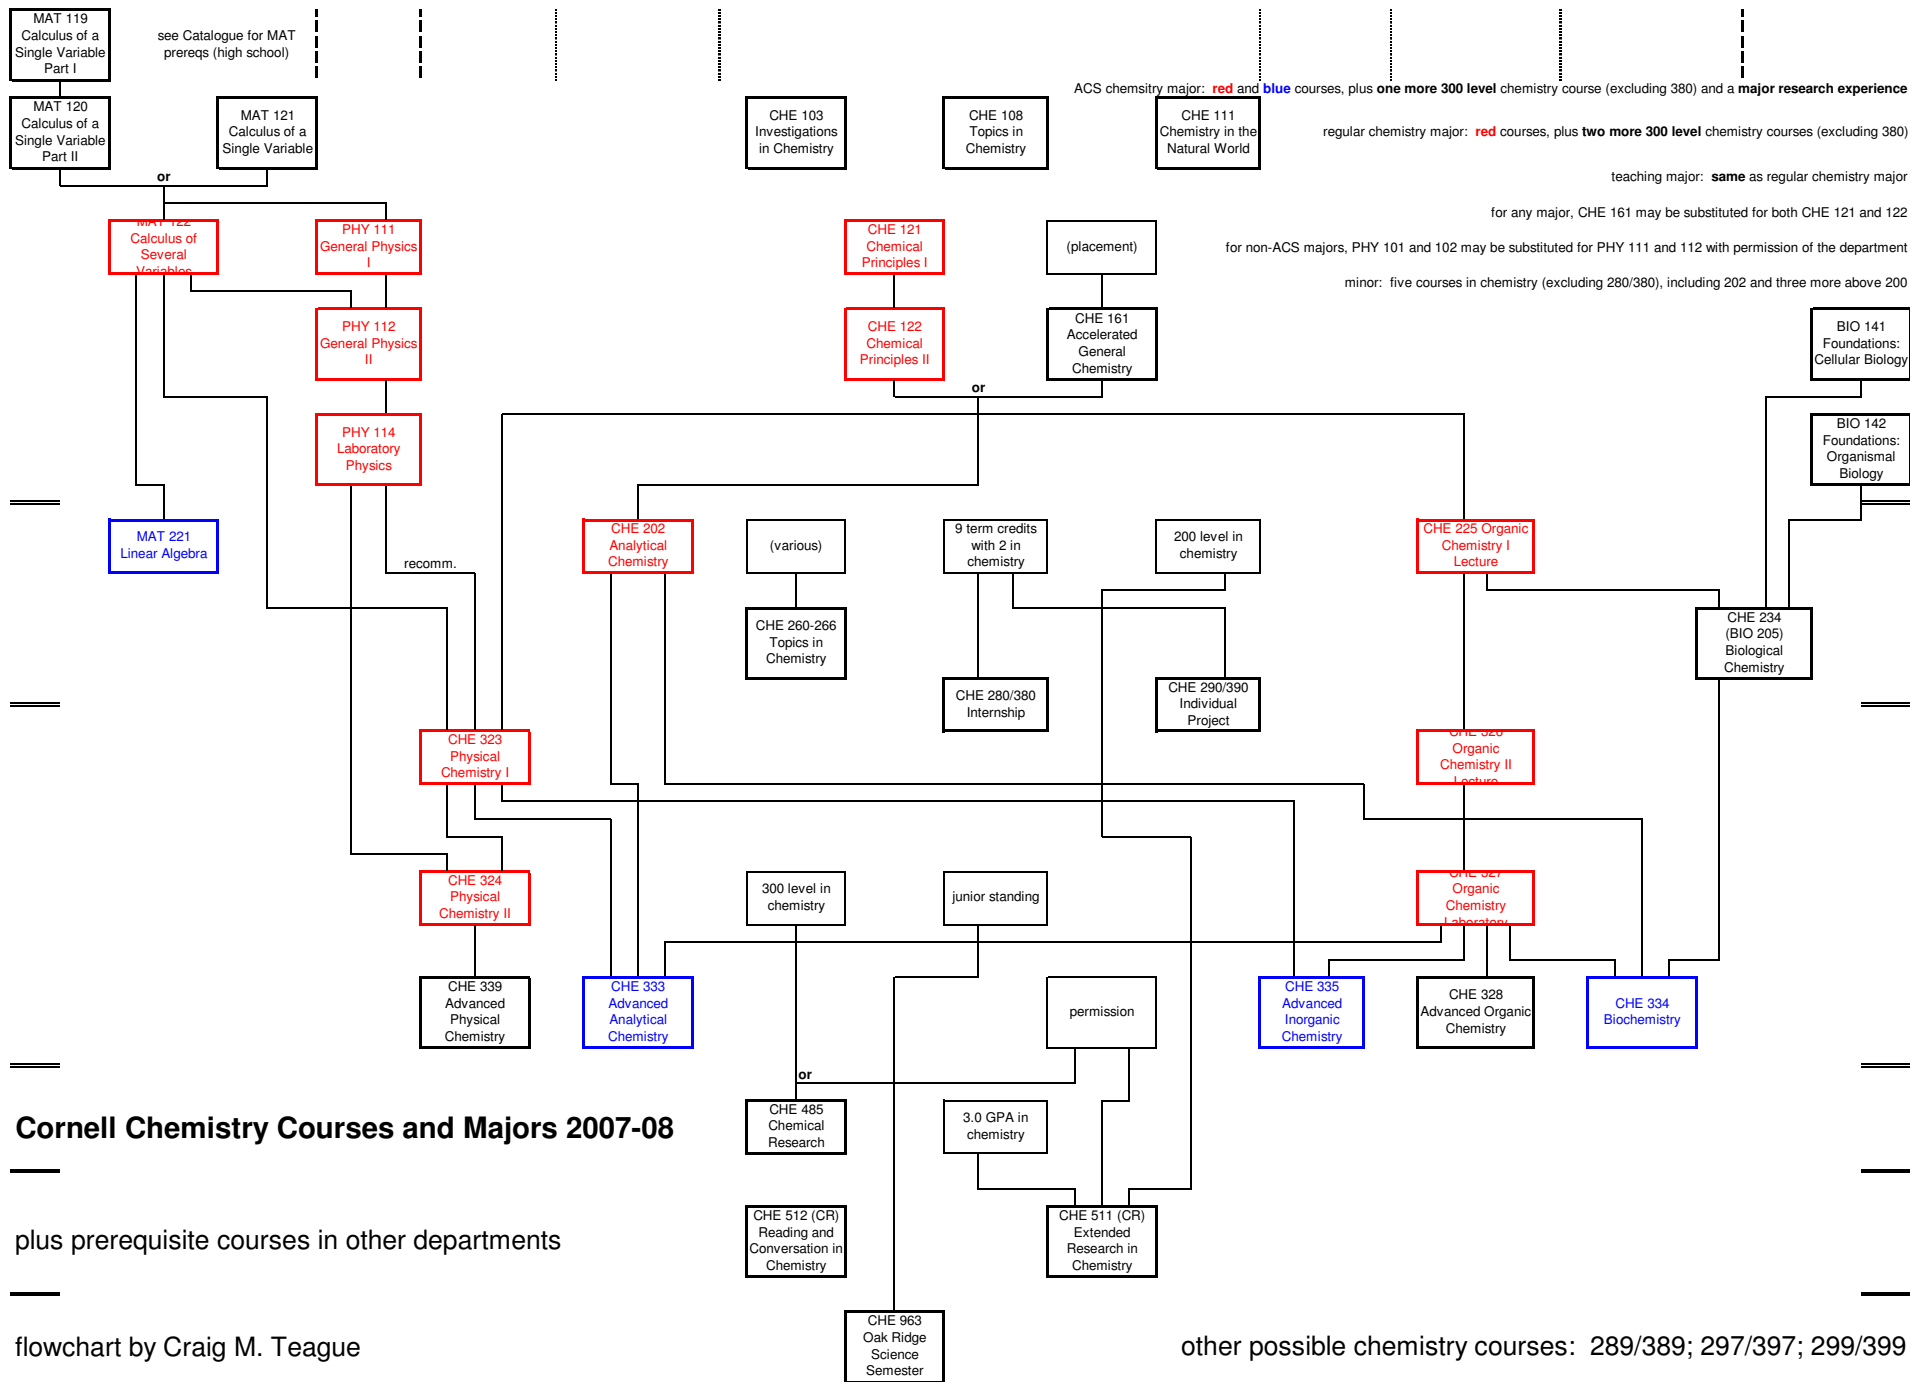 MAT 119
Calculus of a
Single Variable
Part I
see Catalogue for MAT
prereqs (high school)
ACS chemsitry major: red and blue courses, plus one more 300 level chemistry course (excluding 380) and a major research experience
MAT 120
Calculus of a
Single Variable
Part II
MAT 121
Calculus of a
Single Variable
CHE 103
Investigations
in Chemistry
CHE 108
Topics in
Chemistry
CHE 111
Chemistry in the
Natural World
regular chemistry major: red courses, plus two more 300 level chemistry courses (excluding 380)
or
teaching major: same as regular chemistry major
for any major, CHE 161 may be substituted for both CHE 121 and 122
MAT 122
Calculus of
Several
Variables
PHY 111
General Physics
I
CHE 121
Chemical
Principles I
(placement)
for non-ACS majors, PHY 101 and 102 may be substituted for PHY 111 and 112 with permission of the department
minor: five courses in chemistry (excluding 280/380), including 202 and three more above 200
PHY 112
General Physics
II
CHE 122
Chemical
Principles II
CHE 161
Accelerated
General
Chemistry
BIO 141
Foundations:
Cellular Biology
or
PHY 114
Laboratory
Physics
BIO 142
Foundations:
Organismal
Biology
MAT 221
Linear Algebra
recomm.
CHE 202
Analytical
Chemistry
(various)
9 term credits
with 2 in
chemistry
200 level in
chemistry
CHE 225 Organic
Chemistry I
Lecture
CHE 260-266
Topics in
Chemistry
CHE 234
(BIO 205)
Biological
Chemistry
CHE 280/380
Internship
CHE 290/390
Individual
Project
CHE 323
Physical
Chemistry I
CHE 326
Organic
Chemistry II
Lecture
CHE 324
Physical
Chemistry II
300 level in
chemistry
junior standing
CHE 327
Organic
Chemistry
Laboratory
CHE 339
Advanced
Physical
Chemistry
CHE 333
Advanced
Analytical
Chemistry
permission
CHE 335
Advanced
Inorganic
Chemistry
CHE 328
Advanced Organic
Chemistry
CHE 334
Biochemistry
or
CHE 485
Chemical
Research
3.0 GPA in
chemistry
Cornell Chemistry Courses and Majors 2007-08
CHE 512 (CR)
Reading and
Conversation in
Chemistry
CHE 511 (CR)
Extended
Research in
Chemistry
plus prerequisite courses in other departments
CHE 963
Oak Ridge
Science
Semester
flowchart by Craig M. Teague
other possible chemistry courses: 289/389; 297/397; 299/399